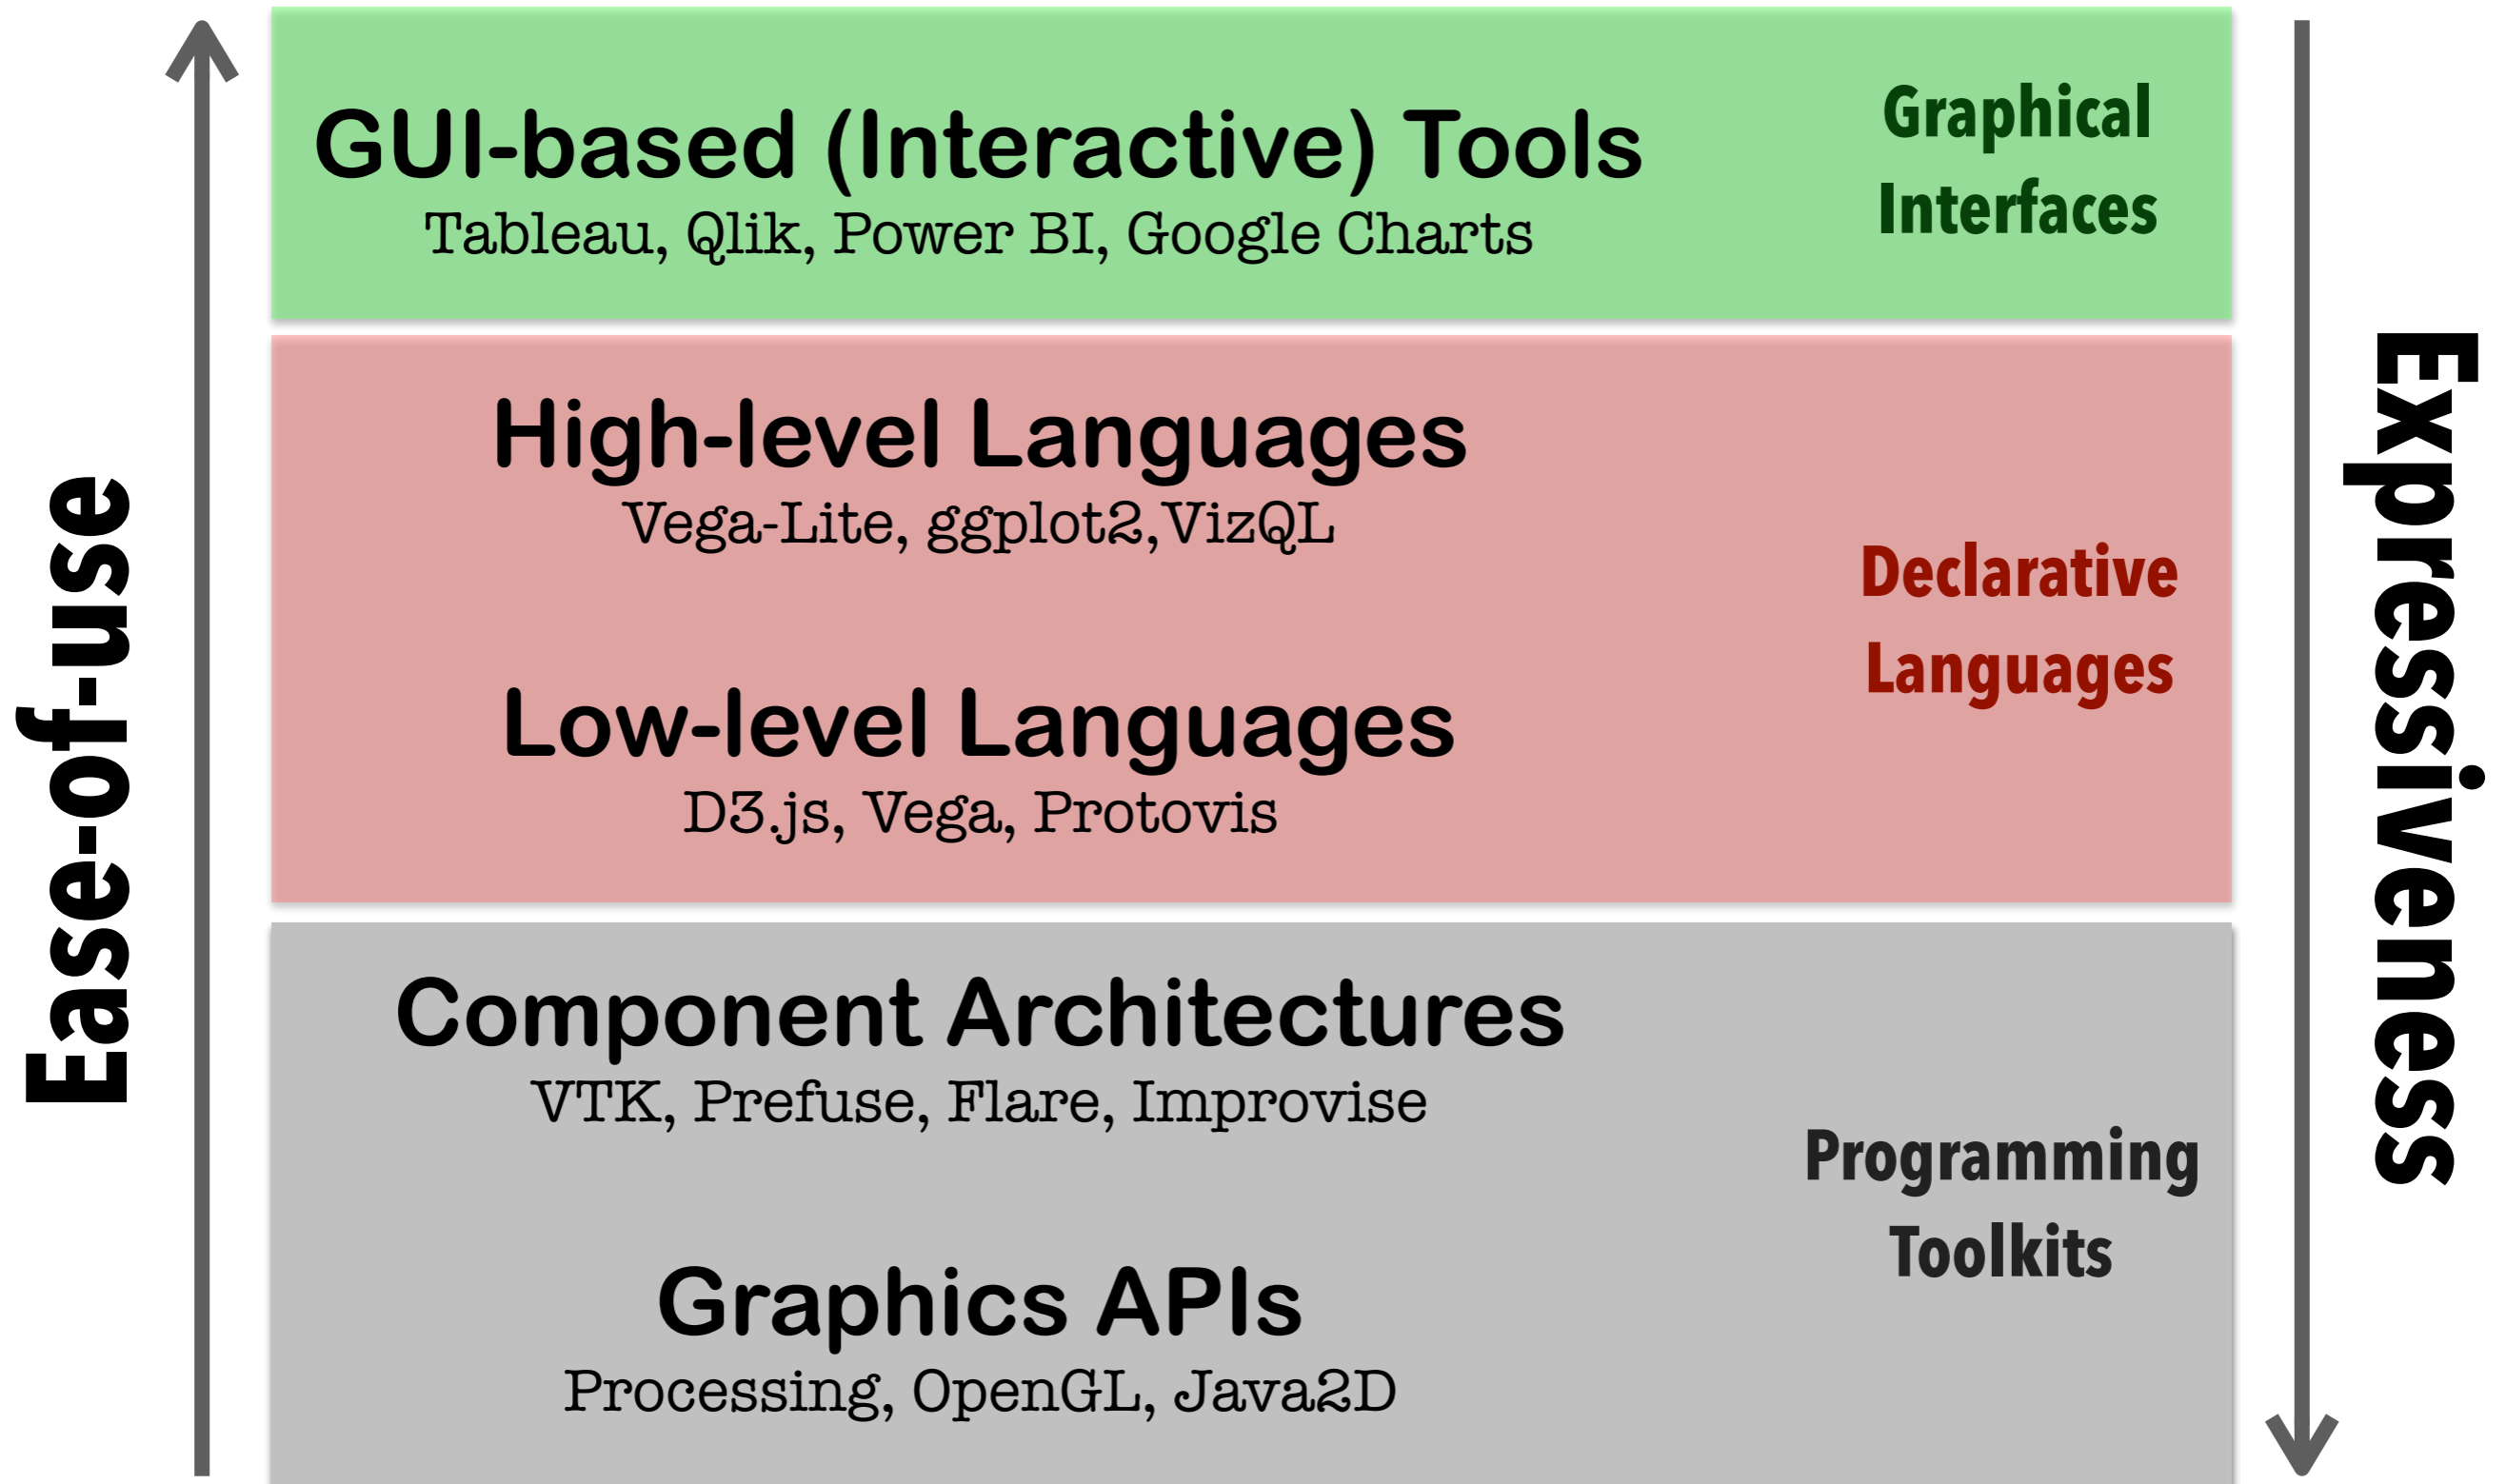 Ease-of-use
GUI-based (Interactive) Tools
Tableau, Qlik, Power BI, Google Charts
Graphical
Interfaces
High-level Languages
Vega-Lite, ggplot2,VizQL
Low-level Languages
D3.js, Vega, Protovis
Declarative
Languages
Component Architectures
VTK, Prefuse, Flare, Improvise
Graphics APIs
Processing, OpenGL, Java2D
Programming
Toolkits
Expressiveness